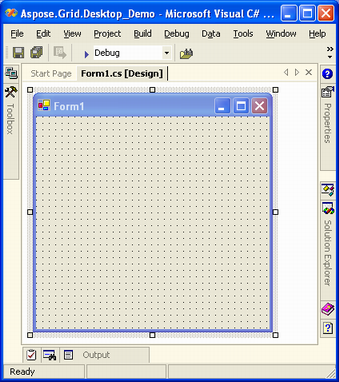 Aspose.Grid.Desktop_Demo - Microsoft Visual C# ...
File Edit View Project Build Debug Data Tools Window Help
Debug
Start Page Form1.cs [Design]
Toolbox
Form1
Properties
Solution Explorer
Output
Ready